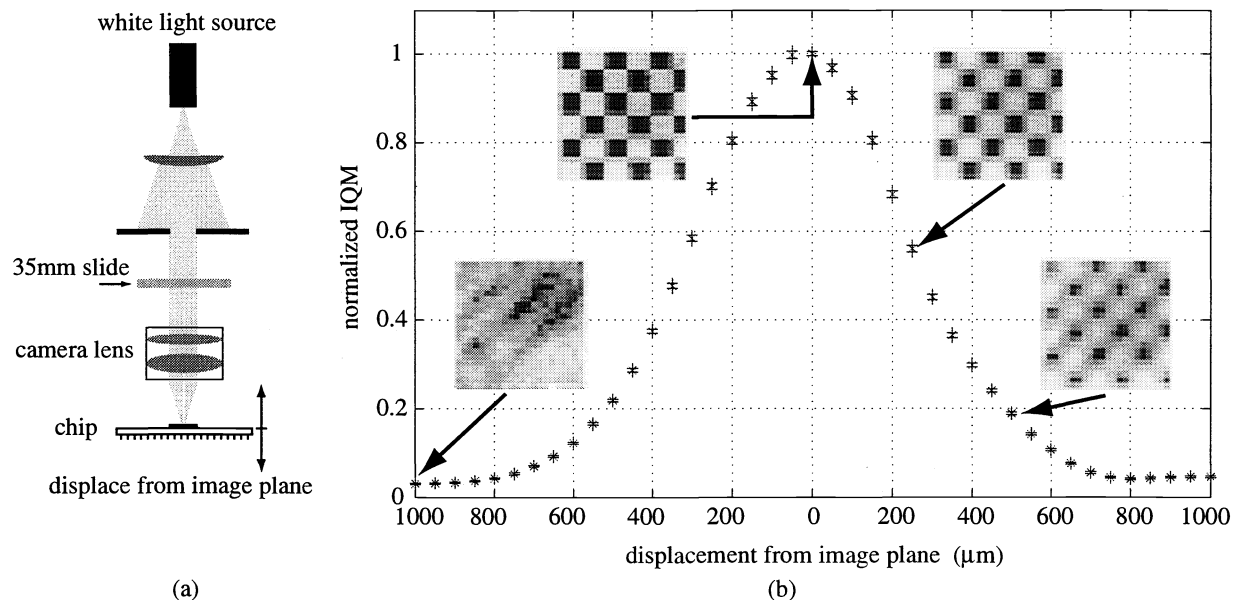 white light source
35mm slide
camera lens
chip
displace from image plane
(a)
normalized IQM
1
0.8
0.6
0.4
0.2
0
1000 800 600 400 200 0 200 400 600 800 1000
displacement from image plane (μm)
(b)